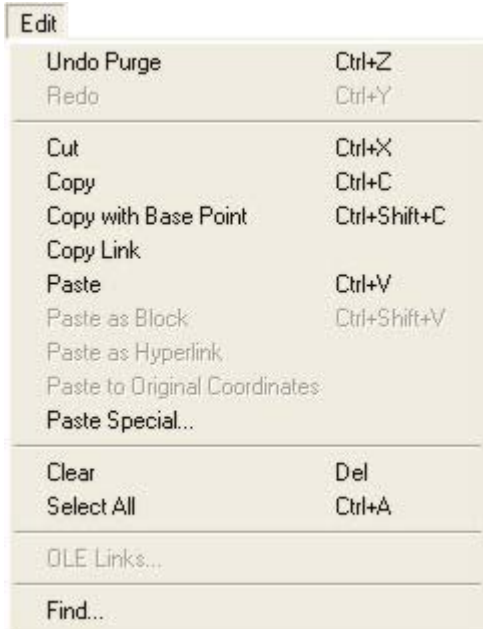 Edit
Undo Purge Ctrl+Z
Redo Ctrl+Y
Cut Ctrl+X
Copy Ctrl+C
Copy with Base Point Ctrl+Shift+C
Copy Link
Paste Ctrl+V
Paste as Block Ctrl+Shift+V
Paste as Hyperlink
Paste to Original Coordinates
Paste Special...
Clear Del
Select All Ctrl+A
OLE Links...
Find...